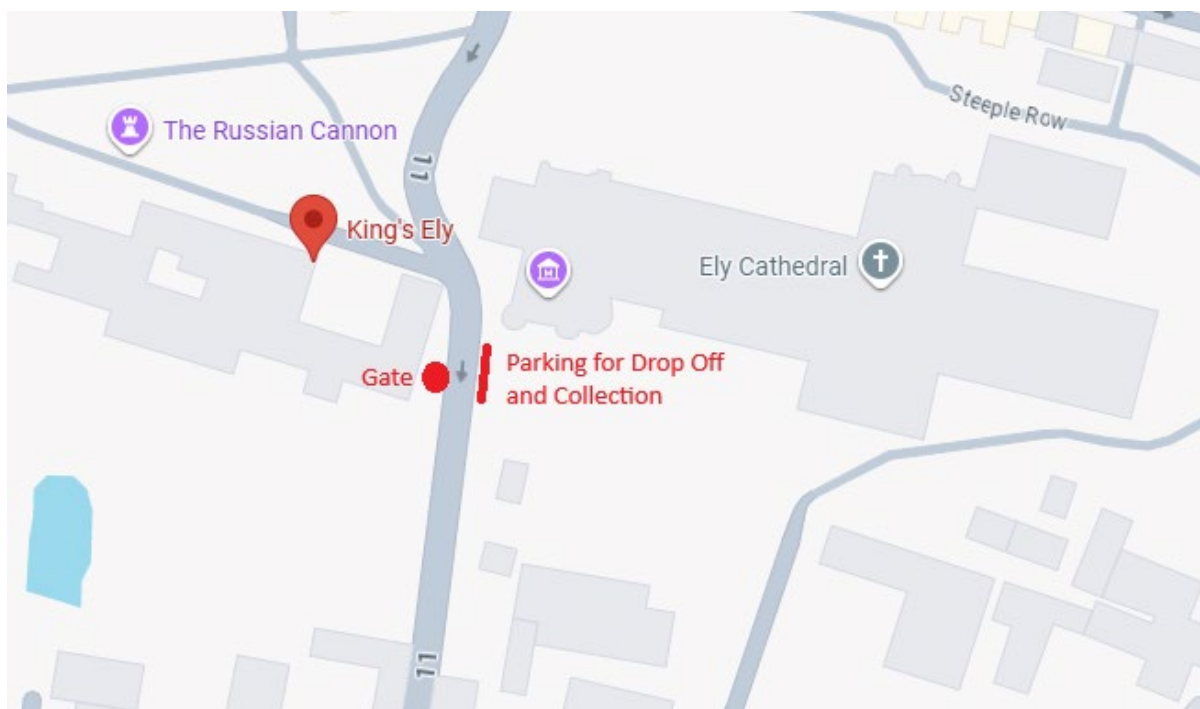 Steeple Row
The Russian Cannon
11
King's Ely
Ely Cathedral
M
Parking for Drop Off
Gate
and Collection
11